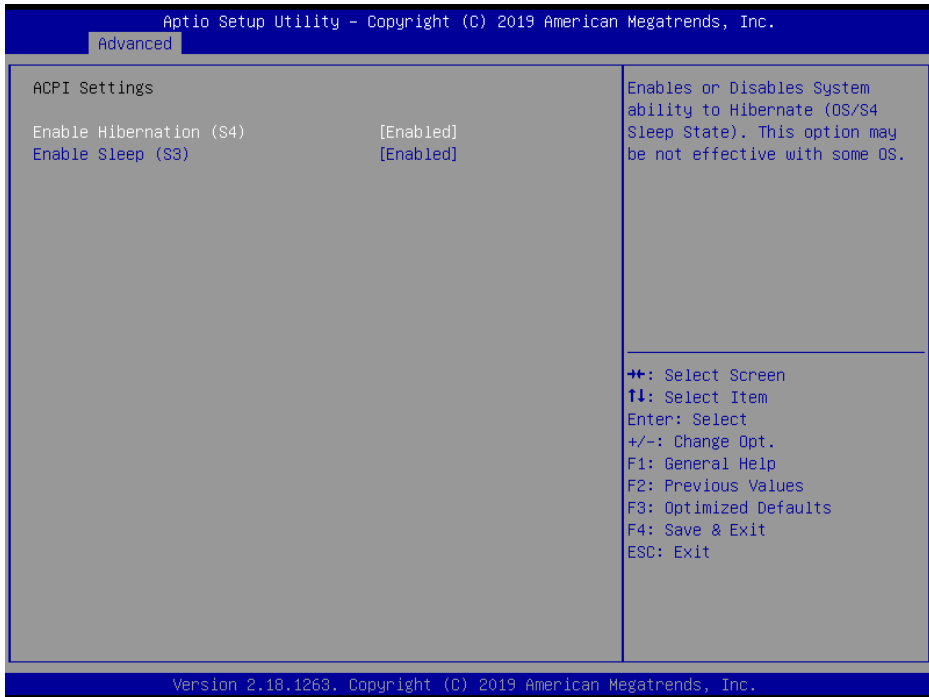 Aptio Setup Utility – Copyright (C) 2019 American Megatrends, Inc.
Advanced
ACPI Settings
Enable Hibernation (S4) [Enabled]
Enable Sleep (S3) [Enabled]
Enables or Disables System
ability to Hibernate (OS/S4
Sleep State). This option may
be not effective with some OS.
→←: Select Screen
↑↓: Select Item
Enter: Select
+/-: Change Opt.
F1: General Help
F2: Previous Values
F3: Optimized Defaults
F4: Save & Exit
ESC: Exit
Version 2.18.1263. Copyright (C) 2019 American Megatrends, Inc.